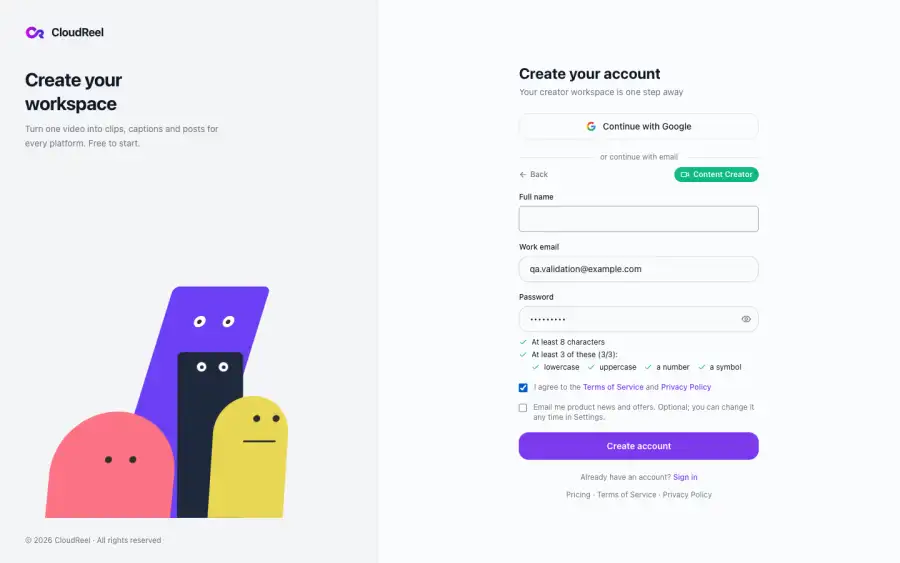 CloudReel
Create your
workspace
Turn one video into clips, captions and posts for
every platform. Free to start.
© 2026 CloudReel · All rights reserved
Create your account
Your creator workspace is one step away
Continue with Google
or continue with email
← Back
Content Creator
Full name
Work email
qa.validation@example.com
Password
•••••••••
At least 8 characters
At least 3 of these (3/3):
lowercase uppercase a number a symbol
I agree to the Terms of Service and Privacy Policy
Email me product news and offers. Optional; you can change it
any time in Settings.
Create account
Already have an account? Sign in
Pricing · Terms of Service · Privacy Policy